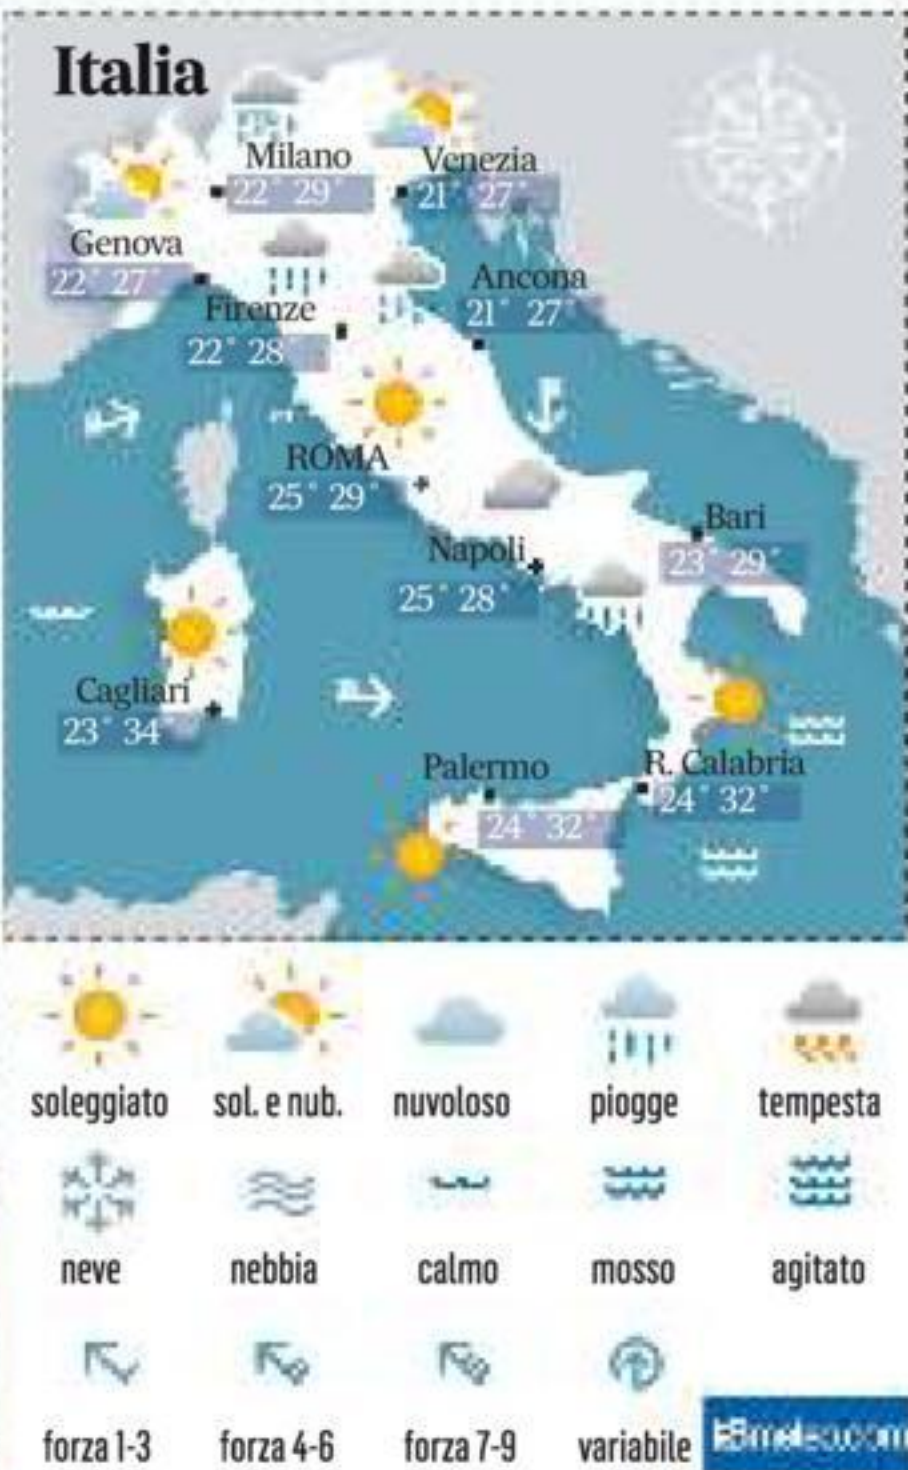 Italia
Milano
22° 29°
Venezia
21° 27°
Genova
22° 27°
Ancona
21° 27°
Firenze
22° 28
ROMA
25° 29°
Bari
23° 29°
Napoli
25° 28°
Cagliari
23° 34°
Palermo
24° 32°
R. Calabria
24° 32°
soleggiato sol. e nub. nuvoloso piogge tempesta
neve nebbia calmo mosso agitato
forza 1-3 forza 4-6 forza 7-9 variabile